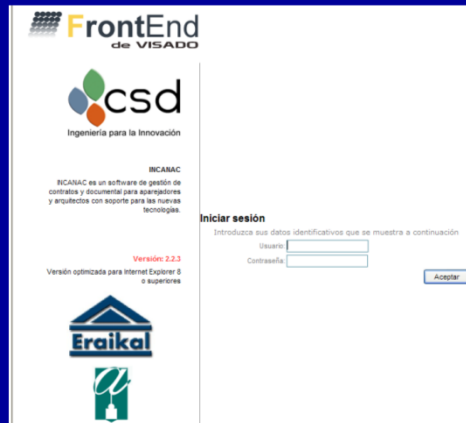 FrontEnd
de VISADO
csd
Ingeniería para la Innovación
INCANAC
INCANAC es un software de gestión de
contratos y documental para aparejadores
y arquitectos con soporte para las nuevas
tecnologías.
Versión: 2.2.3
Versión optimizada para Internet Explorer 8
o superiores
Eraikal
a
Iniciar sesión
Introduzca sus datos identificativos que se muestra a continuación
Usuario:
Contraseña:
Aceptar